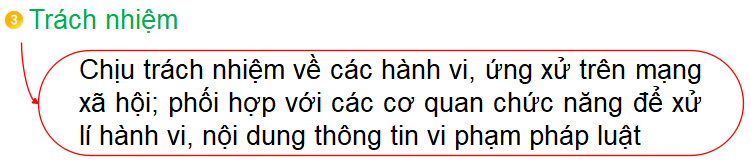 3 Trách nhiệm
Chịu trách nhiệm về các hành vi, ứng xử trên mạng
xã hội; phối hợp với các cơ quan chức năng để xử
lí hành vi, nội dung thông tin vi phạm pháp luật